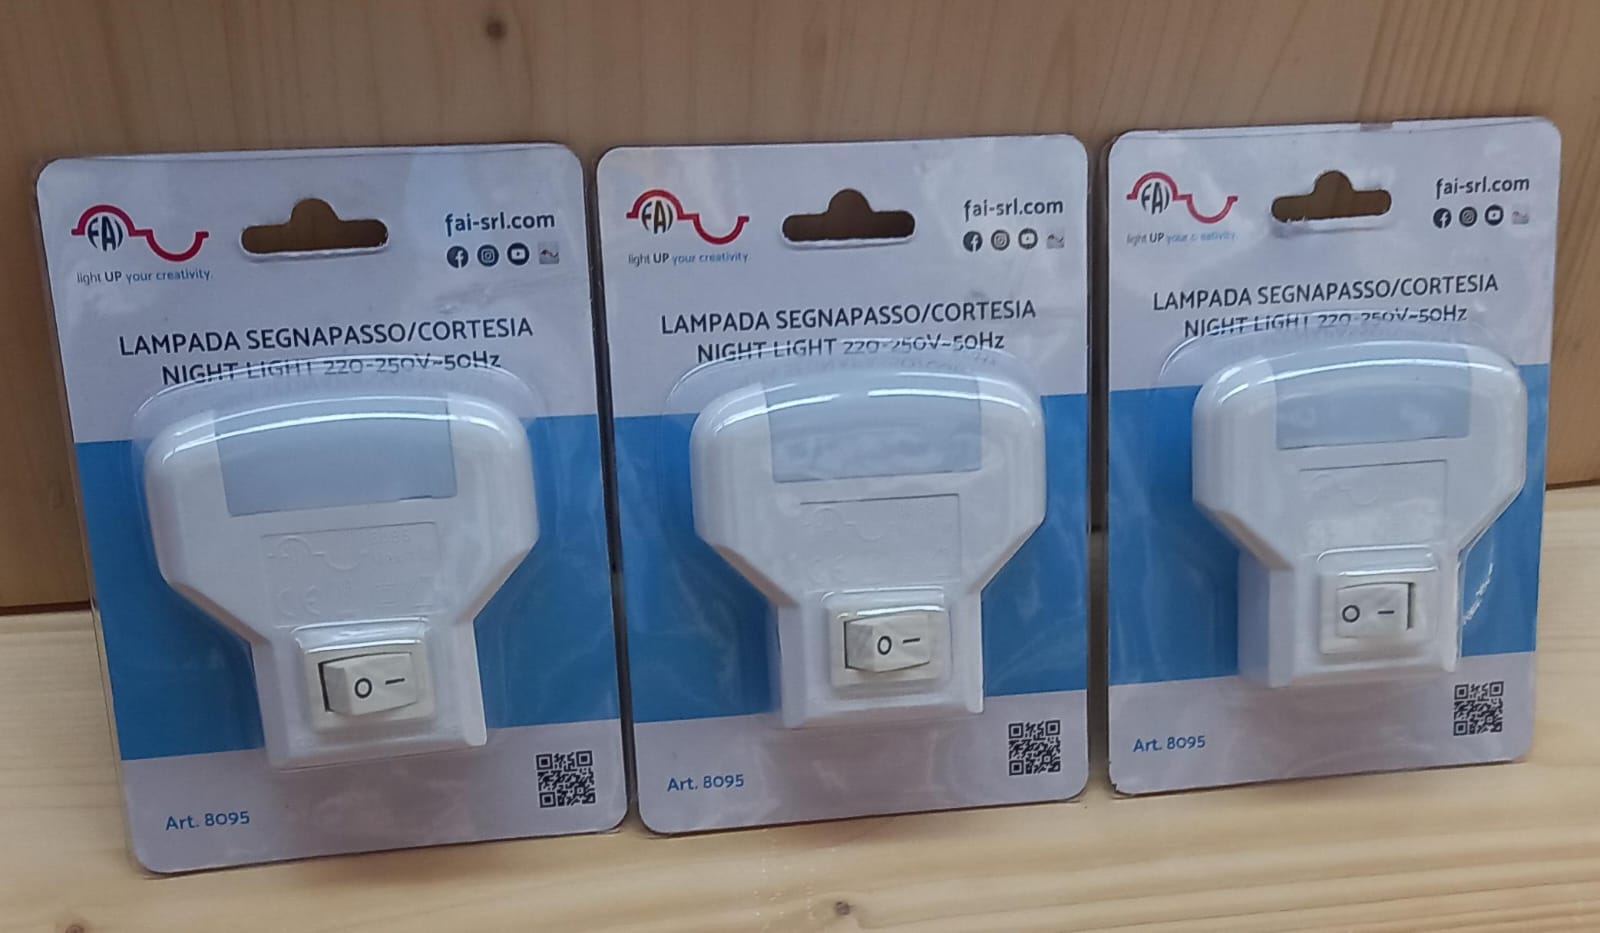 FAI
light UP your creativity.
fai-srl.com
LAMPADA SEGNAPASSO/CORTESIA
NIGHT LIGHT 220-250V~50Hz
CE
O –
Art. 8095
FAI
light UP your creativity.
fai-srl.com
LAMPADA SEGNAPASSO/CORTESIA
NIGHT LIGHT 220-250V~50Hz
CE
O –
Art. 8095
FAI
light UP your creativity.
fai-srl.com
LAMPADA SEGNAPASSO/CORTESIA
NIGHT LIGHT 220-250V~50Hz
O –
Art. 8095